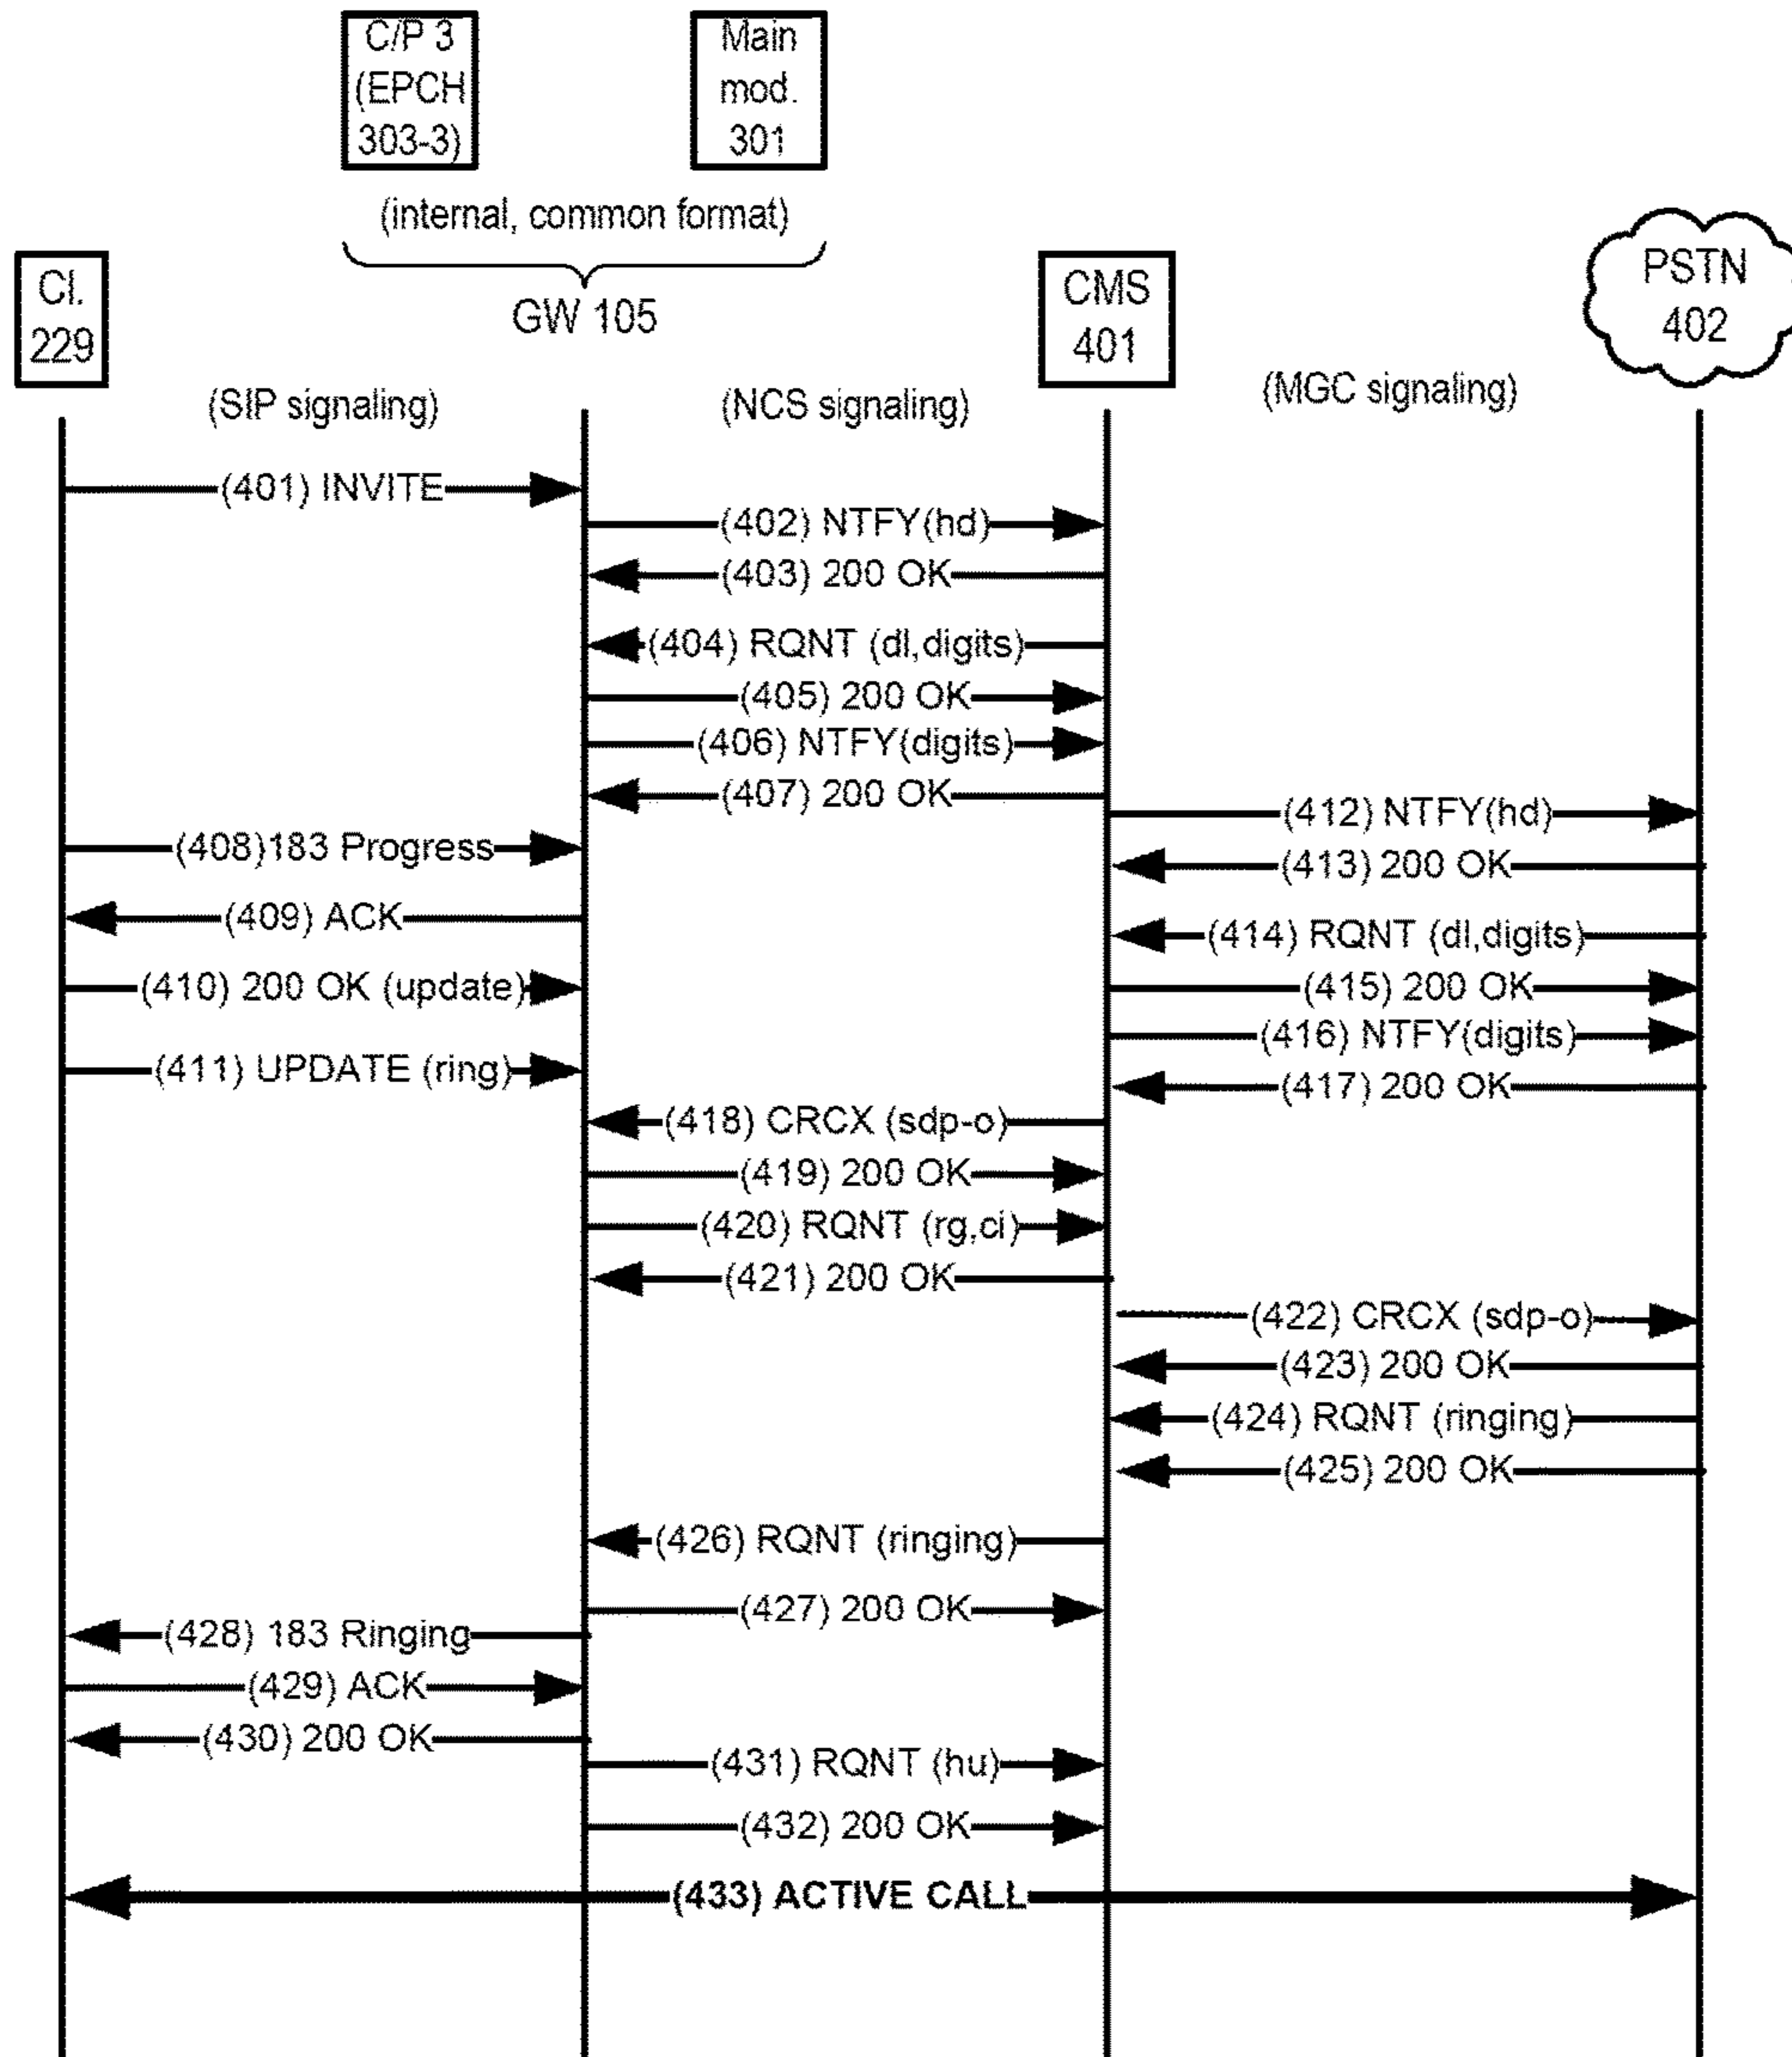 C/P 3
(EPCH
303-3)
Main
mod.
301
(internal, common format)
GW 105
Cl.
229
CMS
401
PSTN
402
(SIP signaling)
(NCS signaling)
(MGC signaling)
(401) INVITE
(402) NTFY(hd)
(403) 200 OK
(404) RQNT (dl,digits)
(405) 200 OK
(406) NTFY(digits)
(407) 200 OK
(412) NTFY(hd)
(408)183 Progress
(413) 200 OK
(409) ACK
(414) RQNT (dl,digits)
(410) 200 OK (update)
(415) 200 OK
(416) NTFY(digits)
(411) UPDATE (ring)
(417) 200 OK
(418) CRCX (sdp-o)
(419) 200 OK
(420) RQNT (rg,ci)
(421) 200 OK
(422) CRCX (sdp-o)
(423) 200 OK
(424) RQNT (ringing)
(425) 200 OK
(426) RQNT (ringing)
(427) 200 OK
(428) 183 Ringing
(429) ACK
(430) 200 OK
(431) RQNT (hu)
(432) 200 OK
(433) ACTIVE CALL